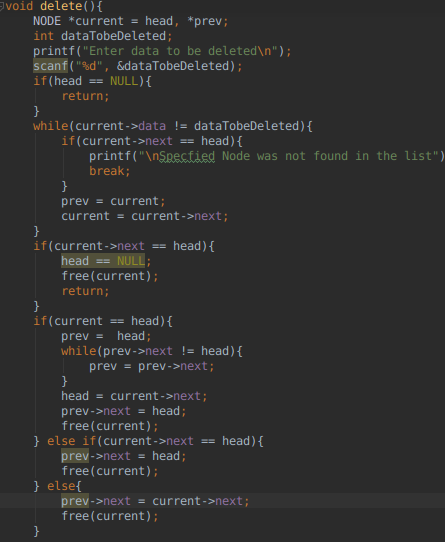 void delete(){
    NODE *current = head, *prev;
    int dataTobeDeleted;
    printf("Enter data to be deleted\n");
    scanf("%d", &dataTobeDeleted);
    if(head == NULL){
        return;
    }
    while(current->data != dataTobeDeleted){
        if(current->next == head){
            printf("\nSpecfied Node was not found in the list")
            break;
        }
        prev = current;
        current = current->next;
    }
    if(current->next == head){
        head == NULL;
        free(current);
        return;
    }
    if(current == head){
        prev =  head;
        while(prev->next != head){
            prev = prev->next;
        }
        head = current->next;
        prev->next = head;
        free(current);
    } else if(current->next == head){
        prev->next = head;
        free(current);
    } else{
        prev->next = current->next;
        free(current);
    }